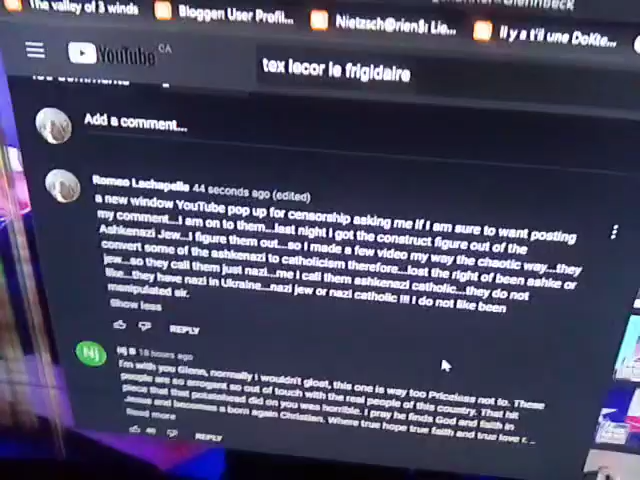 The valley of 3 winds
Bloggen User Profil...
Nietzsch@rien$: Lie...
Il y a t'il une DoKte...
YouTube CA
tex lecor le frigidaire
Add a comment...
Romeo Lachapelle 44 seconds ago (edited)
a new window YouTube pop up for censorship asking me if I am sure to want posting
my comment...I am on to them...last night I got the construct figure out of the
Ashkenazi Jew...I figure them out...so I made a few video my way the chaotic way...they
convert some of the ashkenazi to catholicism therefore...lost the right of been ashke or
jew...so they call them just nazi...me I call them ashkenazi catholic...they do not
like...they have nazi in Ukraine...nazi jew or nazi catholic !!! I do not like been
manipulated sir.
Show less
REPLY
Nj
18 hours ago
I'm with you Glenn, normally I wouldn't gloat, this one is way too Priceless not to. These
people are so arrogant so out of touch with the real people of this country. That hit
piece that that potatohead did on you was horrible. I pray he finds God and faith in
Jesus and becomes a born again Christian. Where true hope true faith and true love r...
Read more
REPLY